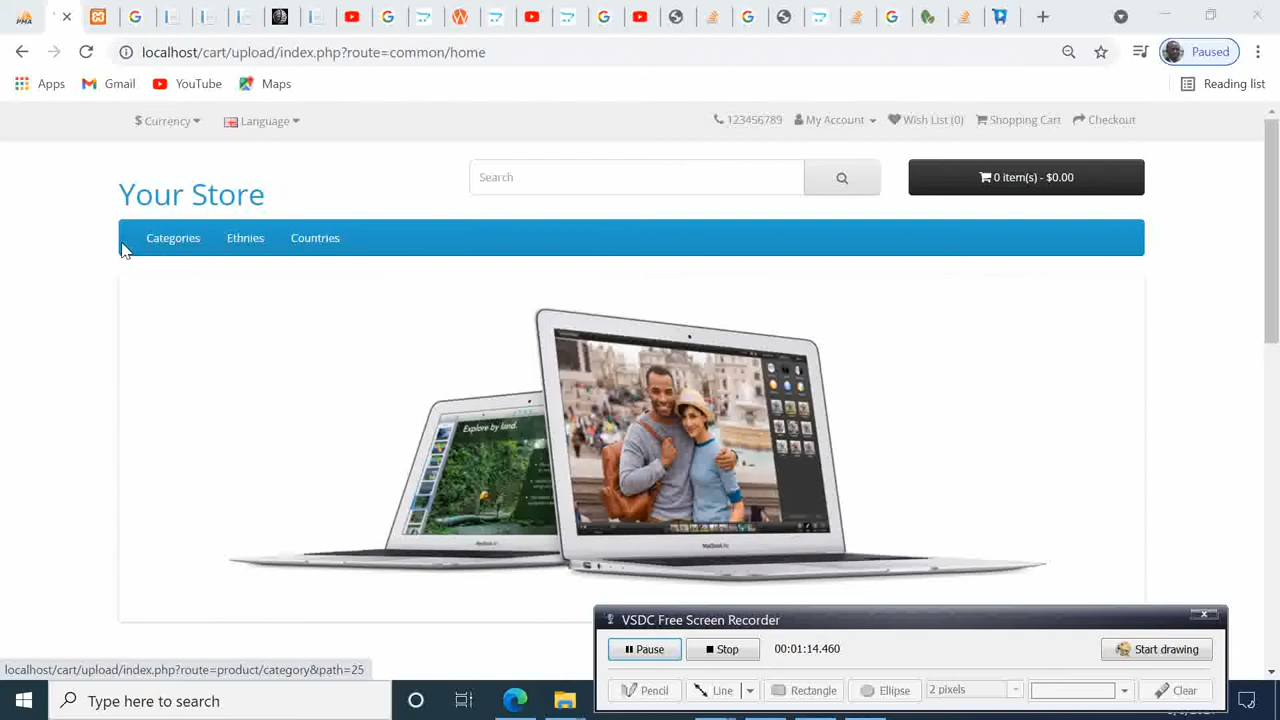 localhost/cart/upload/index.php?route=common/home
Paused
Apps
Gmail
YouTube
Maps
Reading list
$ Currency
Language
123456789
My Account
Wish List (0)
Shopping Cart
Checkout
Your Store
Search
0 item(s) - $0.00
Categories
Ethnies
Countries
Explore by land.
MacBook Air
VSDC Free Screen Recorder
Pause
Stop
00:01:14.460
Start drawing
Pencil
Line
Rectangle
Ellipse
2 pixels
Clear
localhost/cart/upload/index.php?route=product/category&path=25
Type here to search